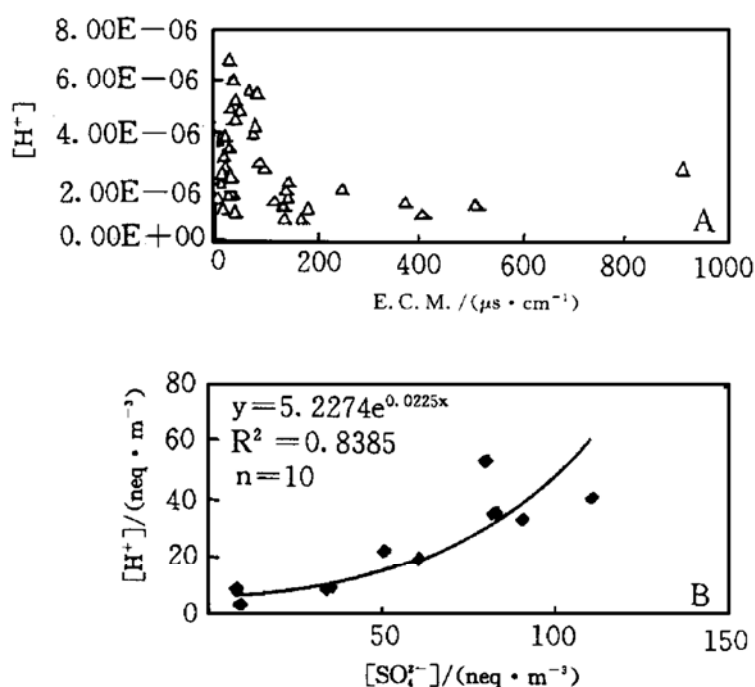 8.00E-06
6.00E-06
4.00E-06
2.00E-06
0.00E+00
[H⁺]
0 200 400 600 800 1000
A
E. C. M. /(μs · cm⁻¹)
80
60
40
20
0
[H⁺]/(neq · m⁻³)
y=5.2274e^0.0225x
R² =0.8385
n=10
B
50 100 150
[SO₄²⁻]/(neq · m⁻³)